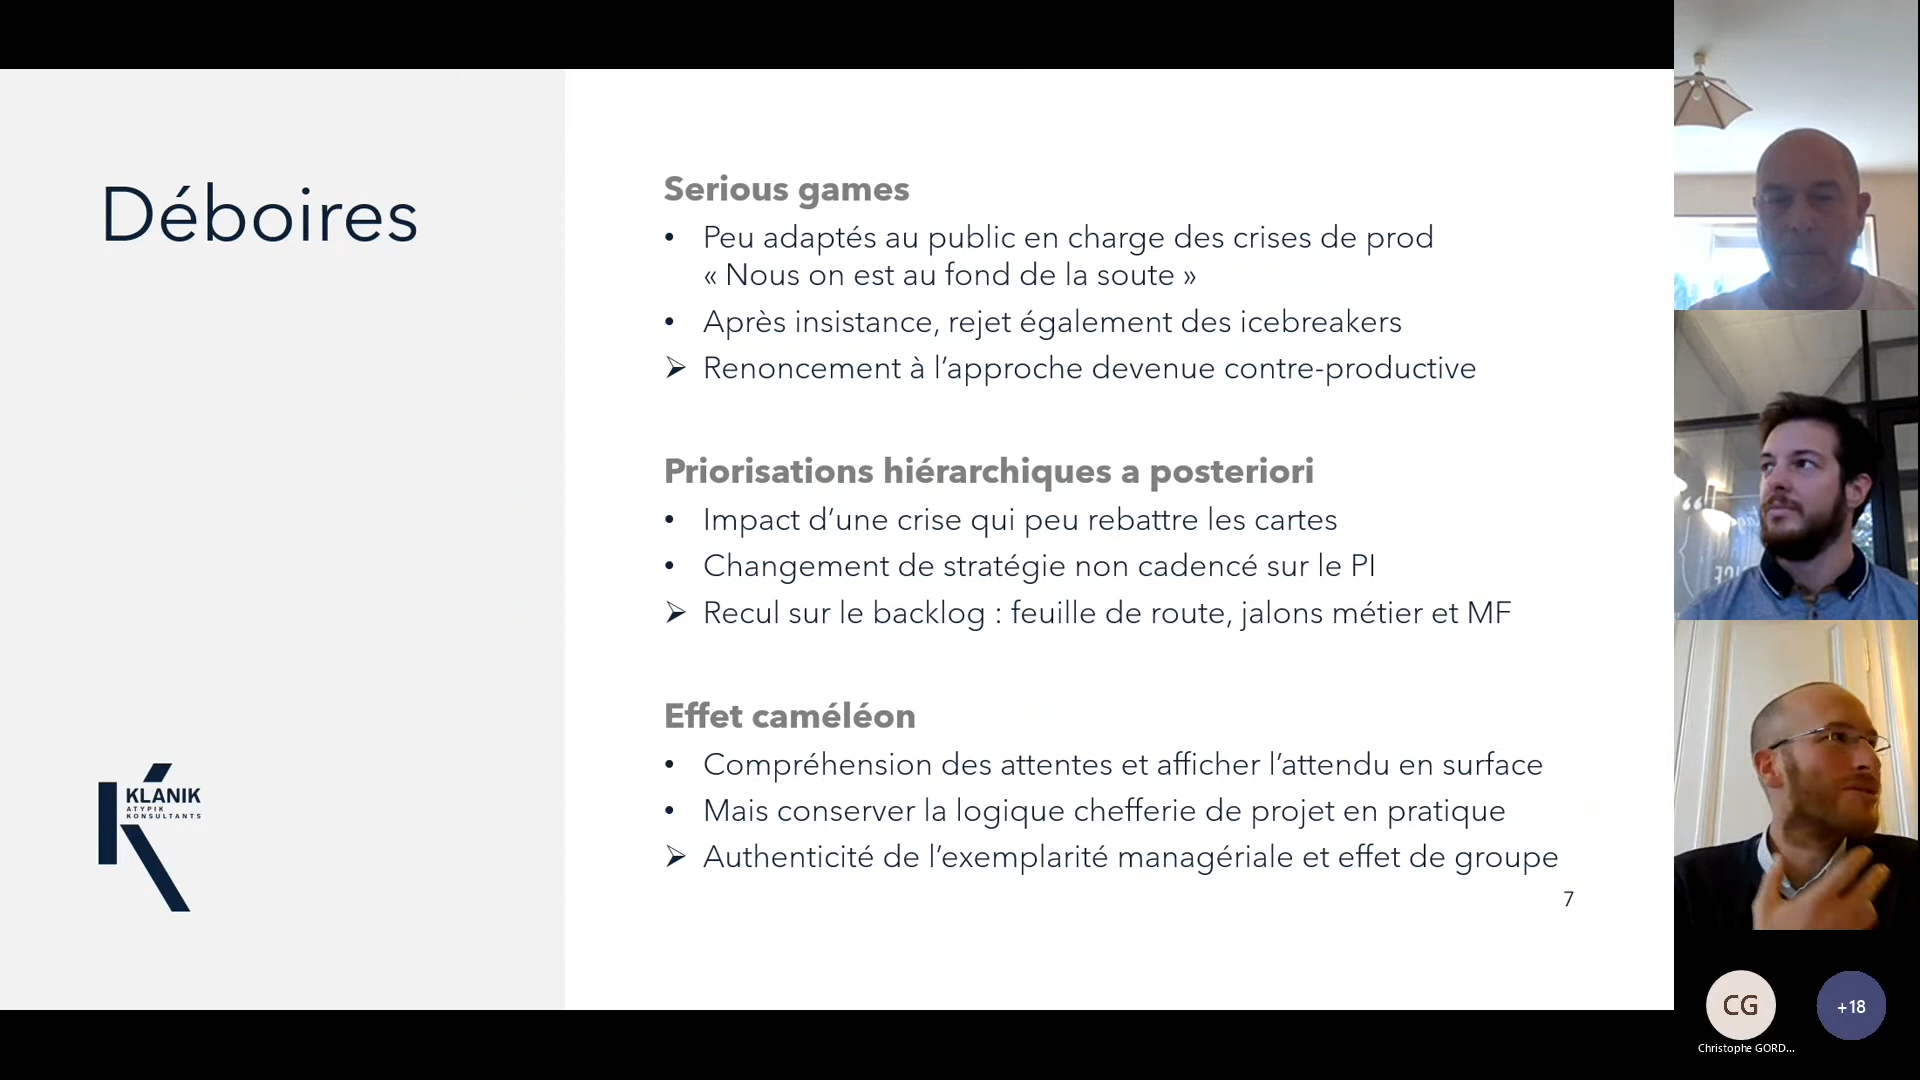 Déboires
Serious games
• Peu adaptés au public en charge des crises de prod
« Nous on est au fond de la soute »
• Après insistance, rejet également des icebreakers
➢ Renoncement à l’approche devenue contre-productive
Priorisations hiérarchiques a posteriori
• Impact d’une crise qui peu rebattre les cartes
• Changement de stratégie non cadencé sur le PI
➢ Recul sur le backlog : feuille de route, jalons métier et MF
Effet caméléon
• Compréhension des attentes et afficher l’attendu en surface
• Mais conserver la logique chefferie de projet en pratique
➢ Authenticité de l’exemplarité managériale et effet de groupe
7
KLANIK
ATYPIK
KONSULTANTS
CG
+18
Christophe GORD...